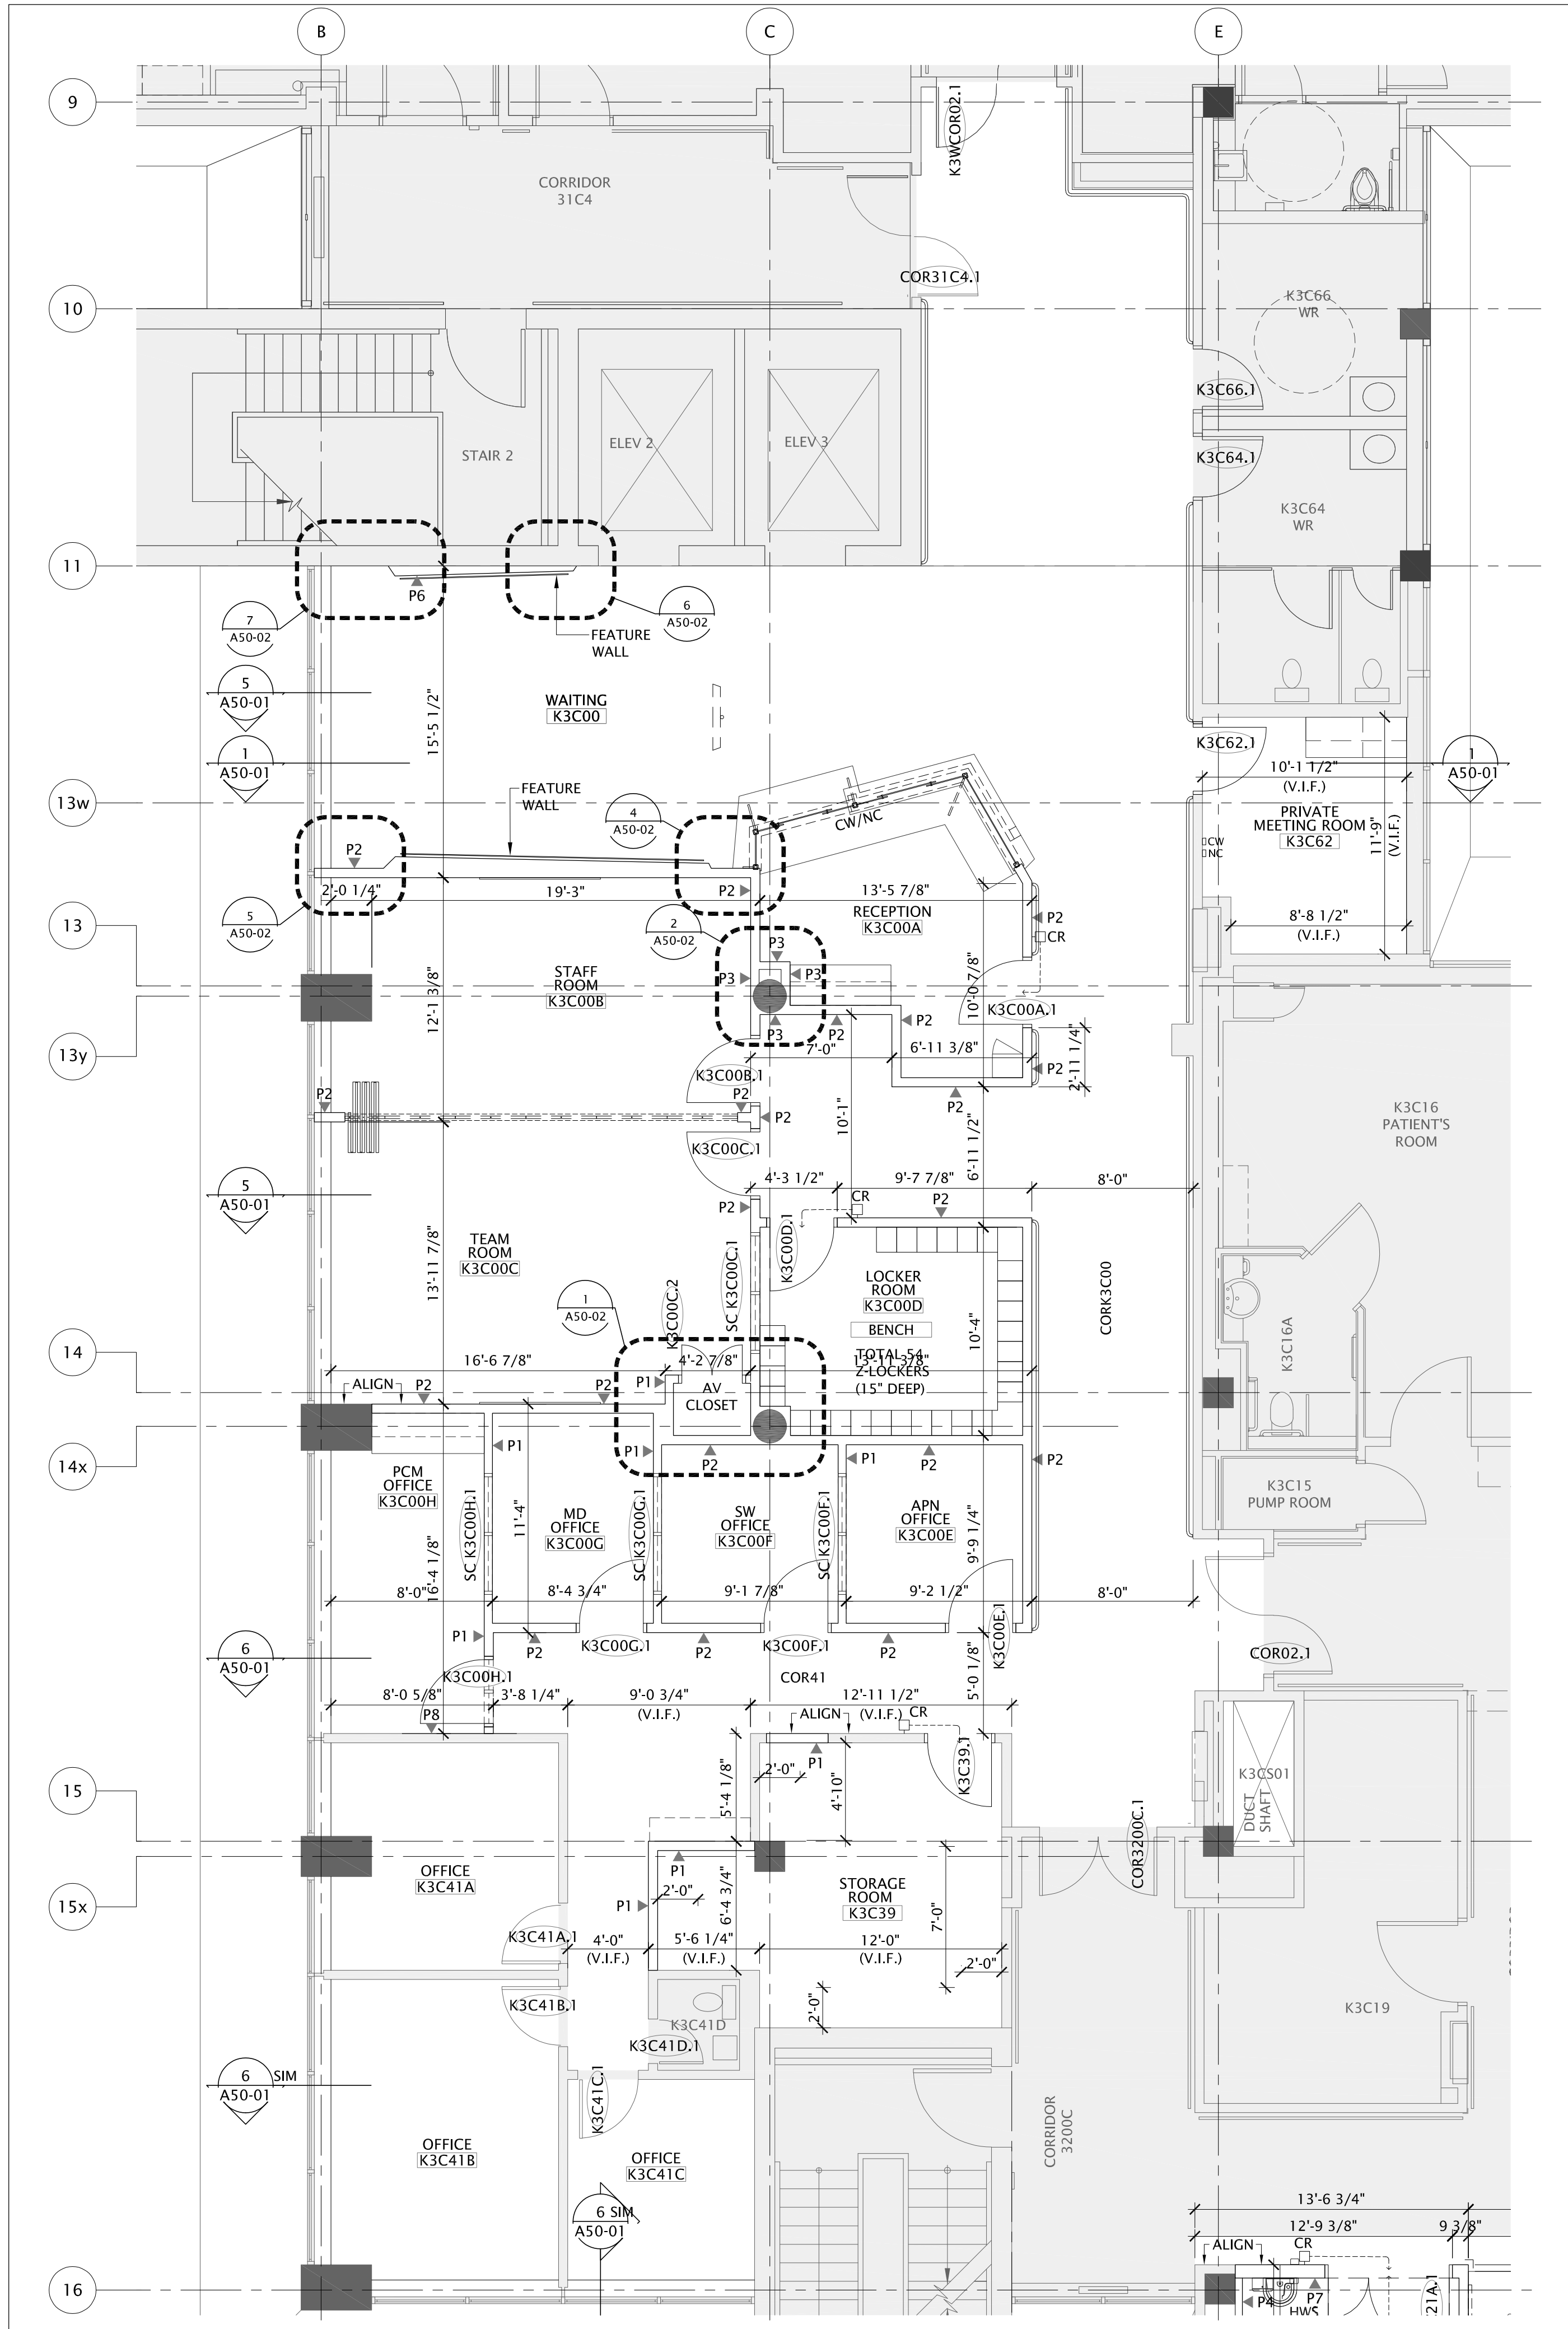 B
C
E
9
K3WCOR02.1
CORRIDOR
31C4
COR31C4.1
10
K3C66
WR
K3C66.1
ELEV 2
ELEV 3
STAIR 2
K3C64.1
K3C64
WR
11
P6
7
A50-02
6
A50-02
FEATURE
WALL
5
A50-01
WAITING
K3C00
15'-5 1/2"
K3C62.1
1
A50-01
1
A50-01
10'-1 1/2"
(V.I.F.)
13w
FEATURE
WALL
4
A50-02
CW/NC
PRIVATE
MEETING ROOM
K3C62
11'-9"
(V.I.F.)
CW
NC
P2
2'-0 1/4"
19'-3"
P2
13'-5 7/8"
5
A50-02
2
A50-02
RECEPTION
K3C00A
P2
CR
8'-8 1/2"
(V.I.F.)
13
P3
P3
P3
STAFF
ROOM
K3C00B
12'-1 3/8"
10'-0 7/8"
K3C00A.1
P3
P2
P2
13y
7'-0"
6'-11 3/8"
2'-11 1/4"
P2
K3C00B.1
P2
P2
P2
P2
10'-1"
6'-11 1/2"
K3C16
PATIENT'S
ROOM
K3C00C.1
4'-3 1/2"
9'-7 7/8"
8'-0"
5
A50-01
P2
CR
P2
K3C00D.1
TEAM
ROOM
K3C00C
13'-11 7/8"
SC K3C00C.1
LOCKER
ROOM
K3C00D
BENCH
10'-4"
TOTAL 54
Z-LOCKERS
(15" DEEP)
CORK3C00
K3C16A
1
A50-02
K3C00C.2
14
16'-6 7/8"
4'-2 7/8"
13'-11 3/8"
ALIGN
P2
P2
P1
AV
CLOSET
14x
P1
P1
P2
P1
P2
P2
PCM
OFFICE
K3C00H
SC K3C00H.1
11'-4"
MD
OFFICE
K3C00G
SC K3C00G.1
SW
OFFICE
K3C00F
SC K3C00F.1
APN
OFFICE
K3C00E
9'-9 1/4"
K3C15
PUMP ROOM
16'-4 1/8"
8'-0"
8'-4 3/4"
9'-1 7/8"
9'-2 1/2"
8'-0"
6
A50-01
P1
P2
K3C00G.1
P2
K3C00F.1
P2
K3C00E.1
COR02.1
K3C00H.1
COR41
5'-0 1/8"
8'-0 5/8"
3'-8 1/4"
9'-0 3/4"
(V.I.F.)
12'-11 1/2"
(V.I.F.)
P8
ALIGN
CR
P1
K3C39.1
15
2'-0"
4'-10"
5'-4 1/8"
K3CS01
DUCT
SHAFT
COR3200C.1
OFFICE
K3C41A
P1
2'-0"
P1
6'-4 3/4"
STORAGE
ROOM
K3C39
7'-0"
15x
K3C41A.1
4'-0"
(V.I.F.)
5'-6 1/4"
(V.I.F.)
12'-0"
(V.I.F.)
2'-0"
K3C41B.1
2'-0"
K3C41D
K3C41D.1
K3C19
6
A50-01
SIM
K3C41C.1
CORRIDOR
3200C
OFFICE
K3C41B
OFFICE
K3C41C
6 SIM
A50-01
13'-6 3/4"
12'-9 3/8"
9 3/8"
ALIGN
CR
16
P4
P7
HWS
21A.1